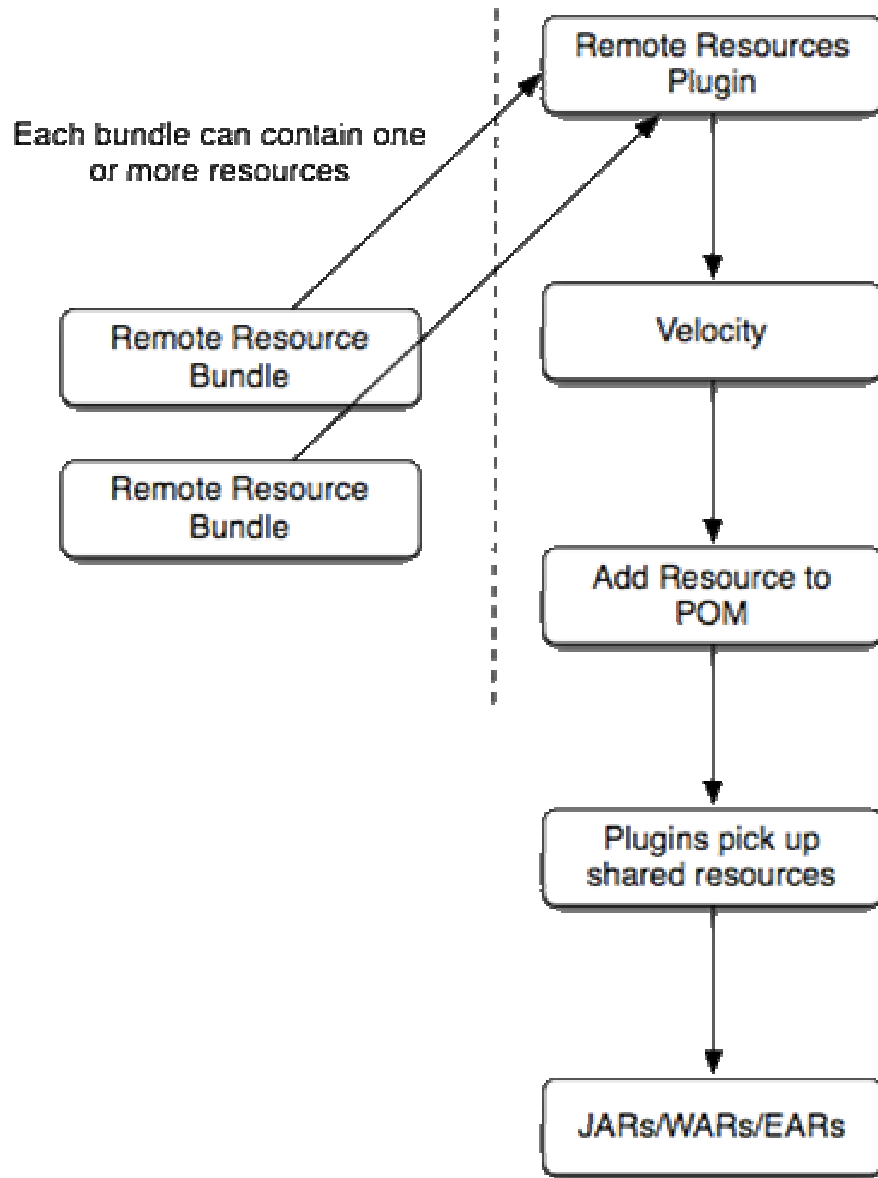 Remote Resources
Plugin
Each bundle can contain one
or more resources
Remote Resource
Bundle
Velocity
Remote Resource
Bundle
Add Resource to
POM
Plugins pick up
shared resources
JARs/WARs/EARs